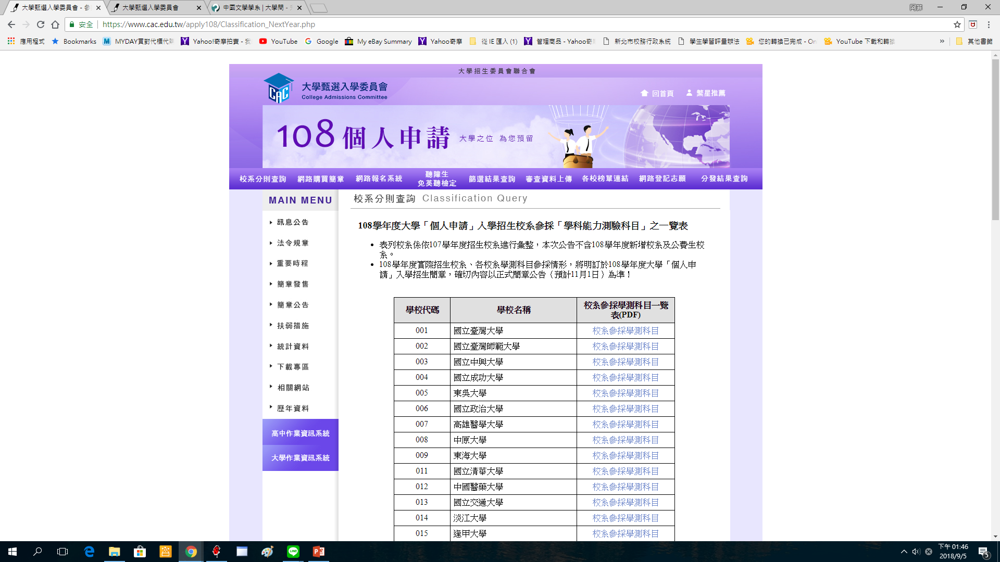 大學甄選入學委員會 - 參
大學甄選入學委員會
中國文學學系 | 大學問 -
阿菲
安全
https://www.cac.edu.tw/apply108/Classification_NextYear.php
應用程式
Bookmarks
MYDAY買對代標代
Yahoo!奇摩拍賣 - 我
YouTube
Google
My eBay Summary
Yahoo奇摩
從 IE 匯入 (1)
管理商品 - Yahoo奇
新北市校務行政系統
學生學習評量辦法
您的轉換已完成 - On
YouTube 下載和轉換
»
其他書籤
大學招生委員會聯合會
CAC
大學甄選入學委員會
College Admissions Committee
回首頁
繁星推薦
108 個人申請
大學之位 為您預留
校系分則查詢
網路購買簡章
網路報名系統
聽障生
免英聽檢定
篩選結果查詢
審查資料上傳
各校榜單連結
網路登記志願
分發結果查詢
MAIN MENU
訊息公告
法令規章
重要時程
簡章發售
簡章公告
扶弱措施
統計資料
下載專區
相關網站
歷年資料
高中作業資訊系統
大學作業資訊系統
校系分則查詢 Classification Query
108學年度大學「個人申請」入學招生校系參採「學科能力測驗科目」之一覽表
• 表列校系係依107學年度招生校系進行彙整，本次公告不含108學年度新增校系及公費生校
系。
• 108學年度實際招生校系、各校系學測科目參採情形，將明訂於108學年度大學「個人申
請」入學招生簡章，確切內容以正式簡章公告（預計11月1日）為準！
學校代碼 學校名稱 校系參採學測科目一覽
表(PDF)
001 國立臺灣大學 校系參採學測科目
002 國立臺灣師範大學 校系參採學測科目
003 國立中興大學 校系參採學測科目
004 國立成功大學 校系參採學測科目
005 東吳大學 校系參採學測科目
006 國立政治大學 校系參採學測科目
007 高雄醫學大學 校系參採學測科目
008 中原大學 校系參採學測科目
009 東海大學 校系參採學測科目
011 國立清華大學 校系參採學測科目
012 中國醫藥大學 校系參採學測科目
013 國立交通大學 校系參採學測科目
014 淡江大學 校系參採學測科目
015 逢甲大學 校系參採學測科目
下午 01:46
2018/9/5
5